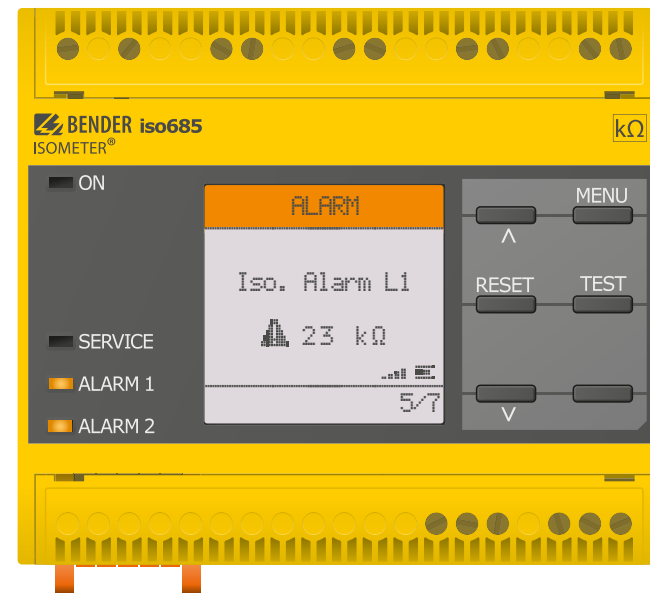 BENDER iso685
ISOMETER®
kΩ
ON
ALARM
MENU
Iso. Alarm L1
RESET
TEST
23 kΩ
SERVICE
ALARM 1
5/7
ALARM 2